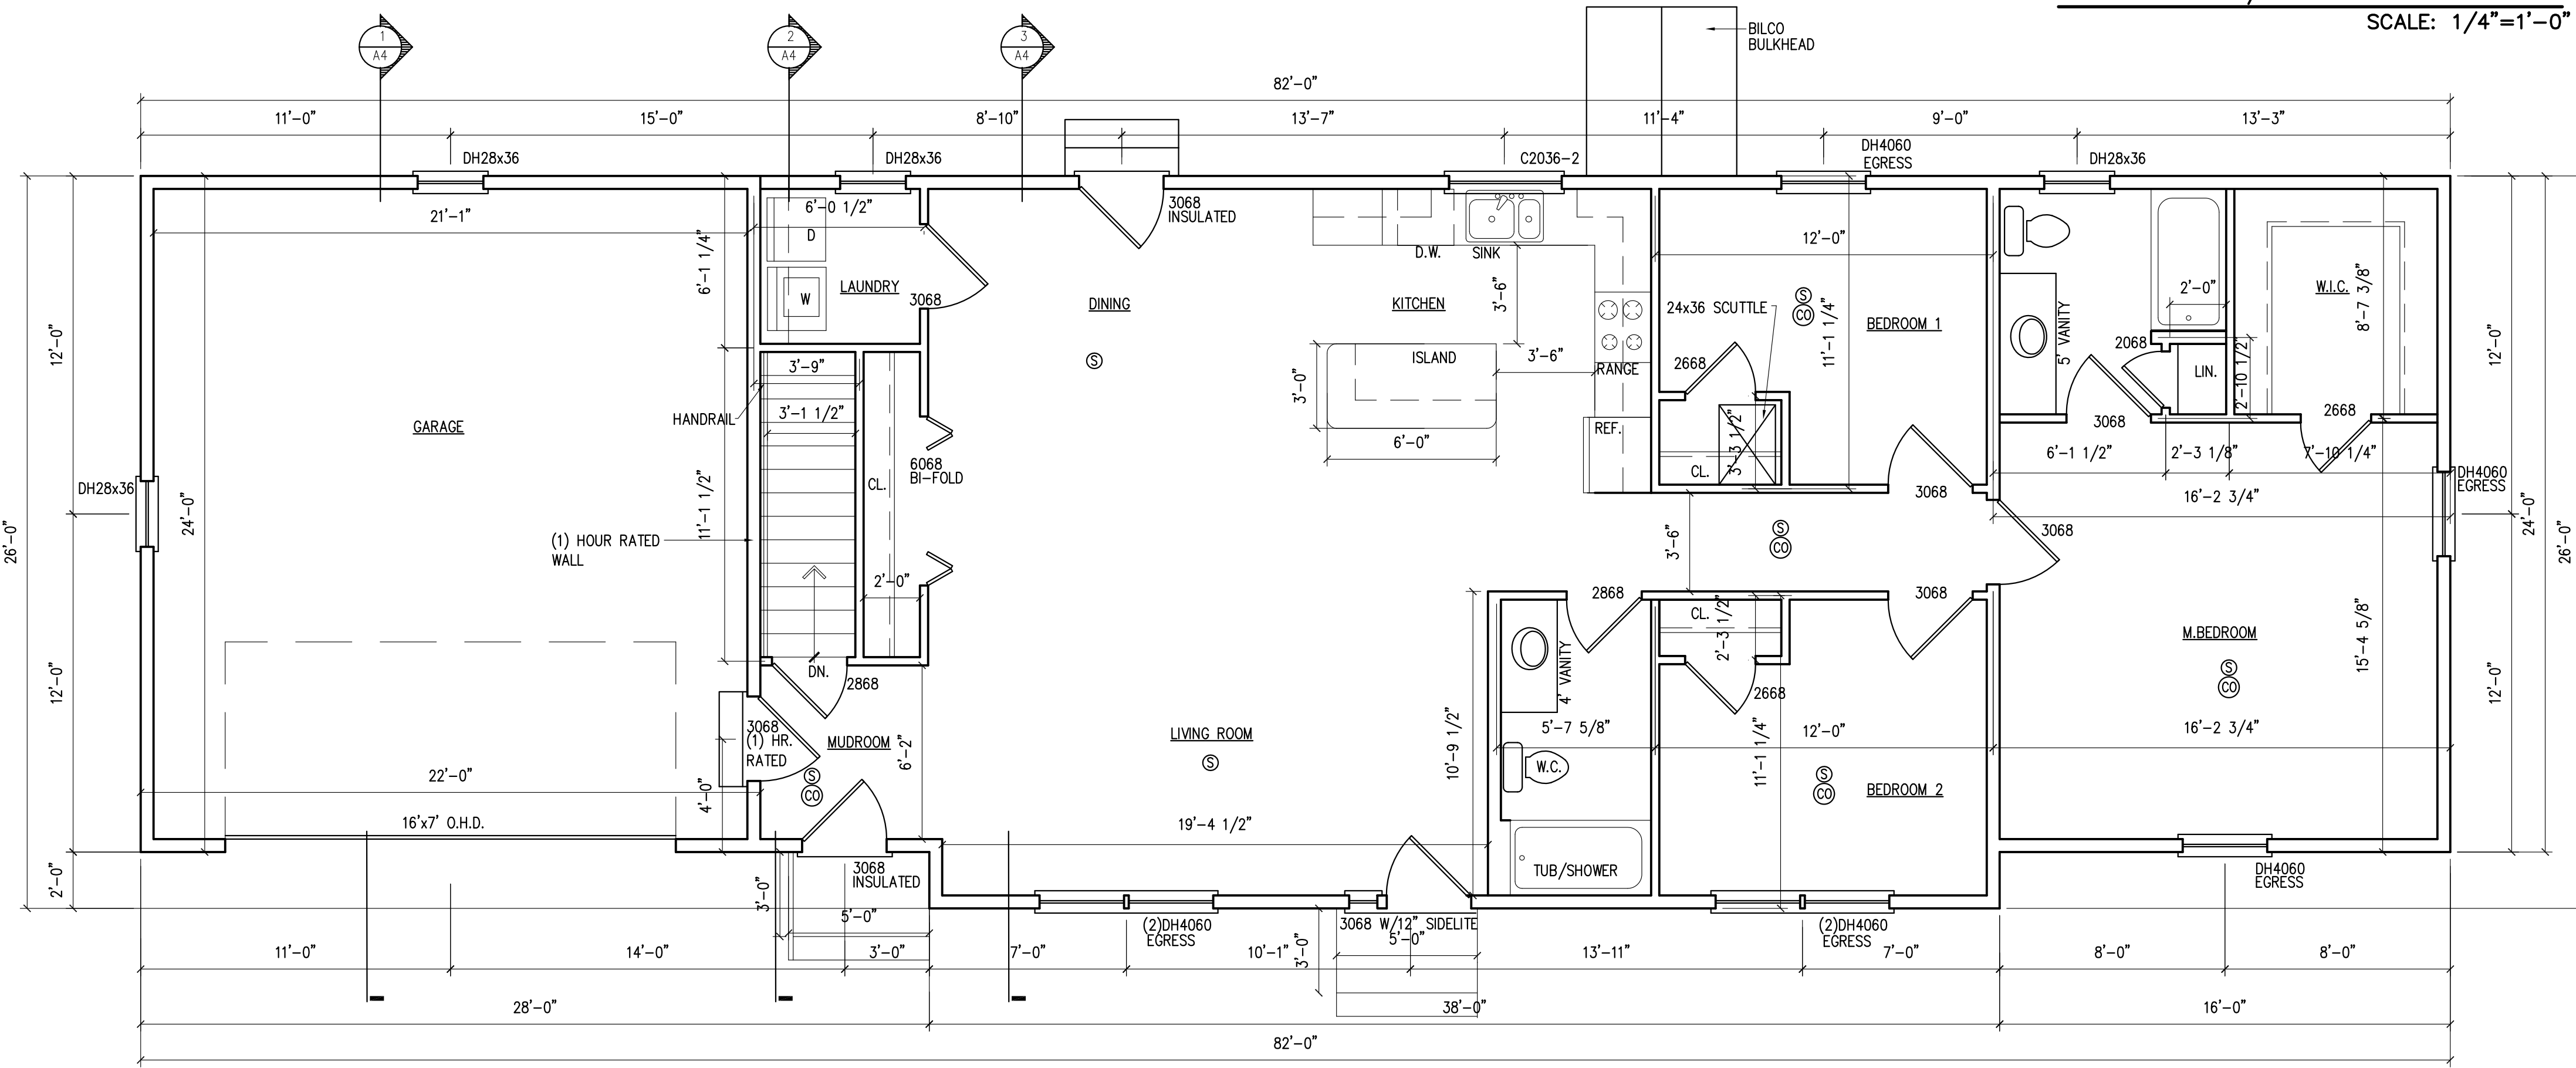 SCALE: 1/4"=1'-0"
1
A4
2
A4
3
A4
BILCO
BULKHEAD
82'-0"
11'-0"
15'-0"
8'-10"
13'-7"
11'-4"
9'-0"
13'-3"
DH28x36
DH28x36
C2036-2
DH4060
EGRESS
DH28x36
21'-1"
6'-0 1/2"
3068
INSULATED
D
W
LAUNDRY
3068
6'-1 1/4"
DINING
S
KITCHEN
D.W.
SINK
3'-6"
ISLAND
3'-6"
3'-0"
6'-0"
RANGE
REF.
12'-0"
24x36 SCUTTLE
S
CO
11'-1 1/4"
BEDROOM 1
2668
CL.
3'-3 1/2"
3068
5' VANITY
2'-0"
2068
LIN.
2'-10 1/2"
3068
W.I.C.
8'-7 3/8"
2668
6'-1 1/2"
2'-3 1/8"
7'-10 1/4"
16'-2 3/4"
DH4060
EGRESS
12'-0"
24'-0"
26'-0"
12'-0"
26'-0"
12'-0"
12'-0"
2'-0"
DH28x36
24'-0"
GARAGE
HANDRAIL
3'-9"
3'-1 1/2"
11'-1 1/2"
(1) HOUR RATED
WALL
CL.
6068
BI-FOLD
2'-0"
DN.
2868
3068
(1) HR.
RATED
MUDROOM
S
CO
6'-2"
4'-0"
22'-0"
16'x7' O.H.D.
3068
INSULATED
3'-0"
5'-0"
LIVING ROOM
S
19'-4 1/2"
10'-9 1/2"
3'-6"
S
CO
2868
3068
3068
4' VANITY
5'-7 5/8"
W.C.
TUB/SHOWER
CL.
2'-3 1/2"
2668
11'-1 1/4"
12'-0"
S
CO
BEDROOM 2
M.BEDROOM
S
CO
15'-4 5/8"
16'-2 3/4"
DH4060
EGRESS
(2)DH4060
EGRESS
3068 W/12" SIDELITE
5'-0"
3'-0"
(2)DH4060
EGRESS
11'-0"
14'-0"
3'-0"
7'-0"
10'-1"
13'-11"
7'-0"
8'-0"
8'-0"
28'-0"
38'-0"
16'-0"
82'-0"